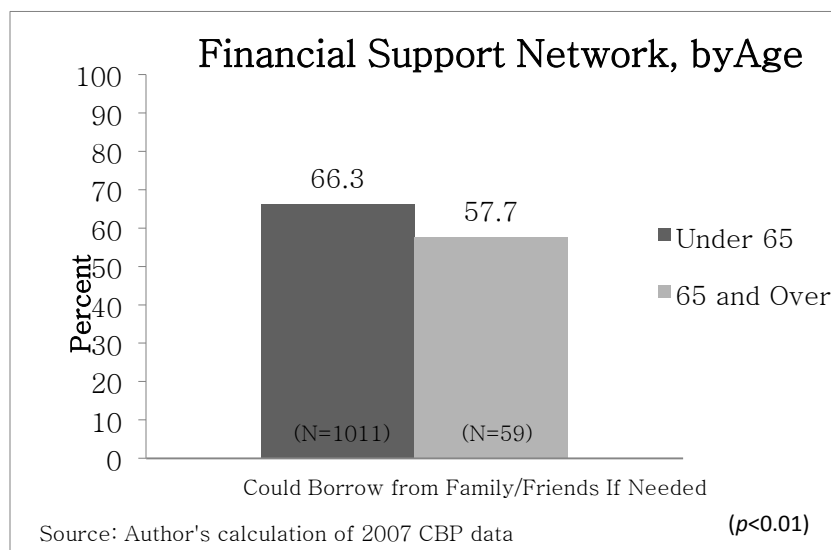 Financial Support Network, byAge
100
90
80
70
60
50
40
30
20
10
0
Percent
66.3
57.7
(N=1011)
(N=59)
Under 65
65 and Over
Could Borrow from Family/Friends If Needed
Source: Author's calculation of 2007 CBP data
(p<0.01)